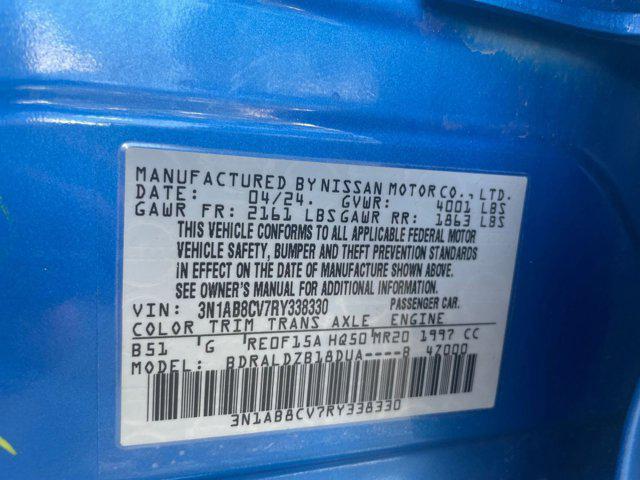 MANUFACTURED BY NISSAN MOTOR CO., LTD.
DATE: 04/24. GVWR: 4001 LBS
GAWR FR: 2161 LBS GAWR RR: 1863 LBS
THIS VEHICLE CONFORMS TO ALL APPLICABLE FEDERAL MOTOR
VEHICLE SAFETY, BUMPER AND THEFT PREVENTION STANDARDS
IN EFFECT ON THE DATE OF MANUFACTURE SHOWN ABOVE.
SEE OWNER'S MANUAL FOR ADDITIONAL INFORMATION.
VIN: 3N1AB8CV7RY338330 PASSENGER CAR.
COLOR TRIM TRANS AXLE ENGINE
B51 G RE0F15A HQ50 MR20 1997 CC
MODEL: BDRALDZB18DUA----B 47000
3N1AB8CV7RY338330